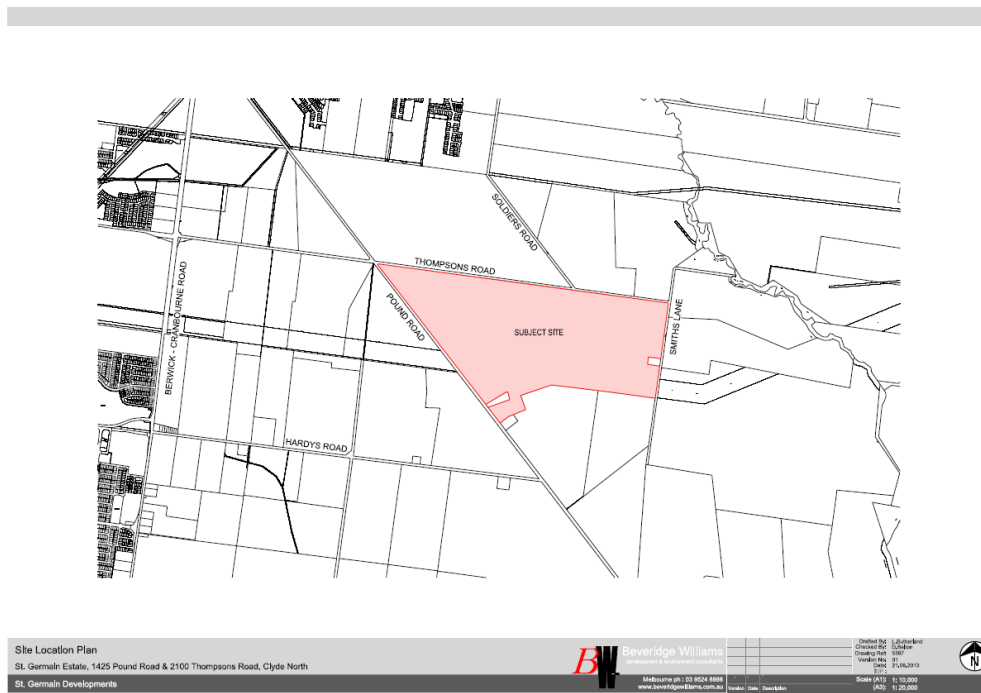 SOLDIERS ROAD
THOMPSONS ROAD
BERWICK - CRANBOURNE ROAD
POUND ROAD
SMITHS LANE
SUBJECT SITE
HARDYS ROAD
Site Location Plan
St. Germain Estate, 1425 Pound Road & 2100 Thompsons Road, Clyde North
St. Germain Developments
BW
Beveridge Williams
development & environment consultants
Melbourne ph : 03 9524 8888
www.beveridgewilliams.com.au
Version Date Description
Drafted By: L.Sutherland
Checked By:
Drawing Ref:
Version No: 01
Date: 21.08.2013
Scale (A1): 1: 10,000
(A3): 1: 20,000
N